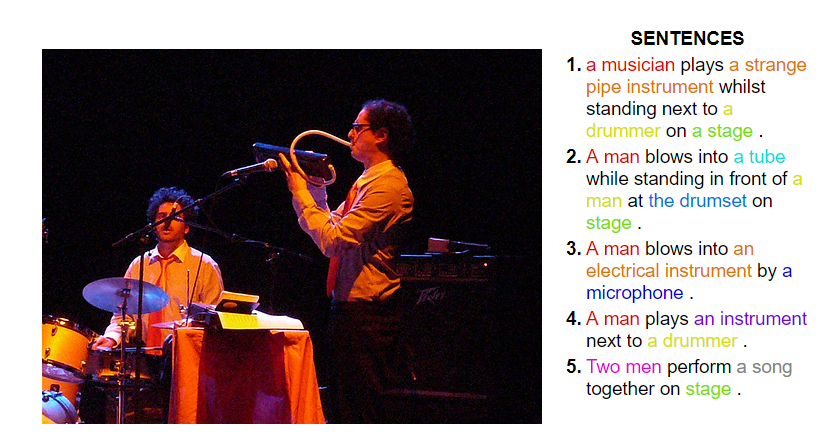 SENTENCES
1. a musician plays a strange
pipe instrument whilst
standing next to a
drummer on a stage .
2. A man blows into a tube
while standing in front of a
man at the drumset on
stage .
3. A man blows into an
electrical instrument by a
microphone .
4. A man plays an instrument
next to a drummer .
5. Two men perform a song
together on stage .